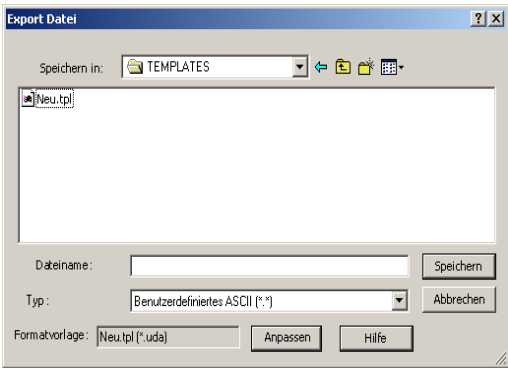 Export Datei
Speichern in: TEMPLATES
Neu.tpl
Dateiname: Speichern
Typ: Benutzerdefiniertes ASCII (*.*) Abbrechen
Formatvorlage: Neu.tpl (*.uda) Anpassen Hilfe